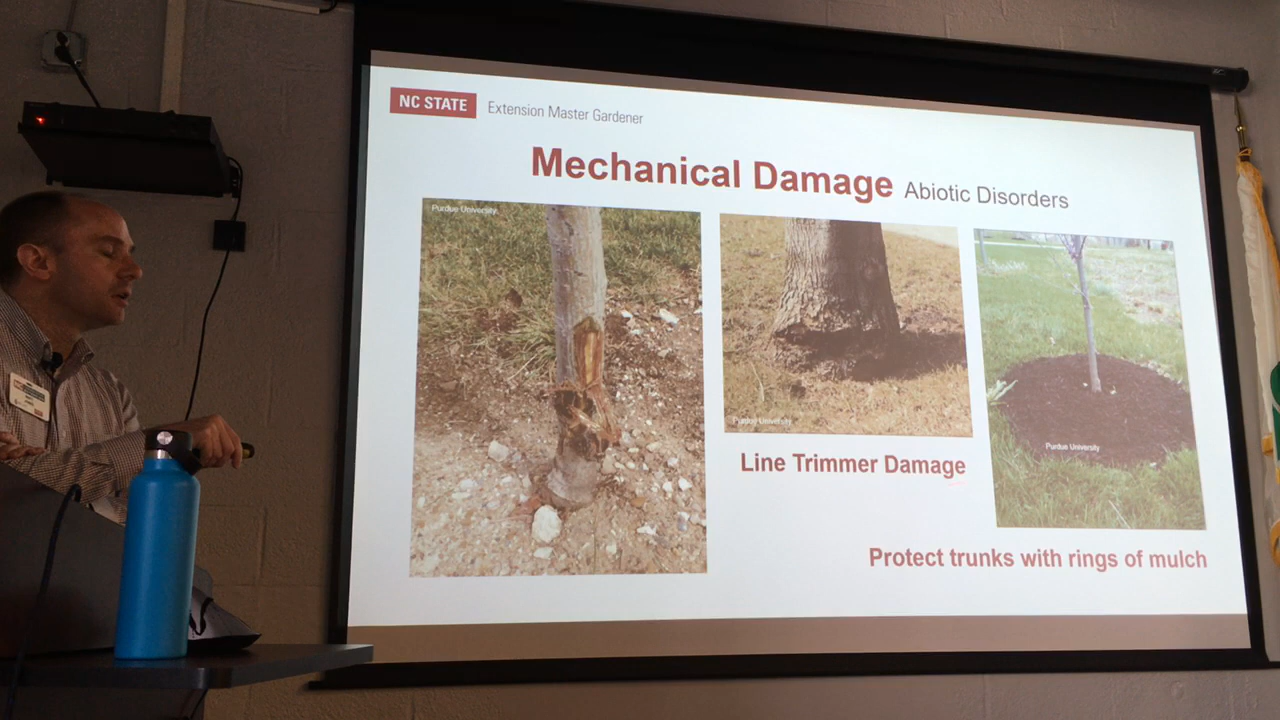 NC STATE Extension Master Gardener
Mechanical Damage Abiotic Disorders
Purdue University
Purdue University
Purdue University
Line Trimmer Damage
Protect trunks with rings of mulch